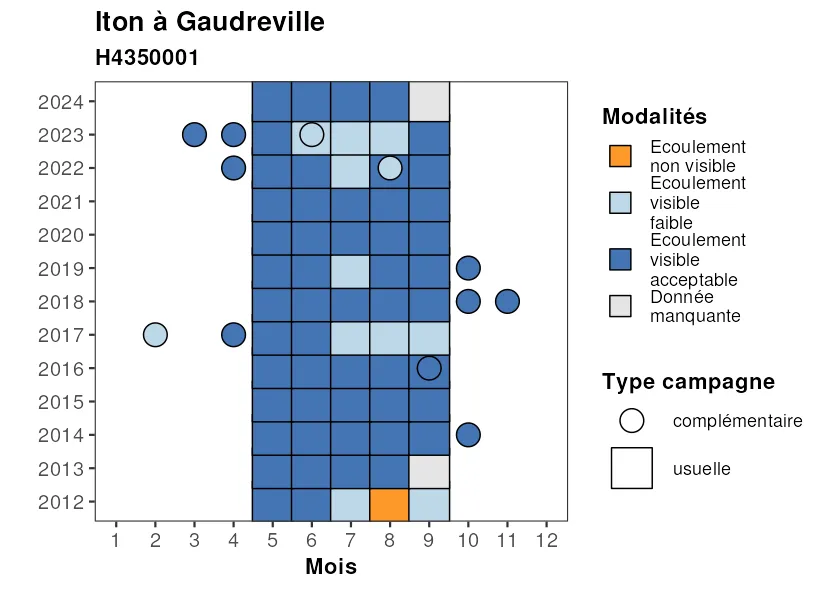 Iton à Gaudreville
H4350001
2024
2023
2022
2021
2020
2019
2018
2017
2016
2015
2014
2013
2012
1 2 3 4 5 6 7 8 9 10 11 12
Mois
Modalités
Ecoulement
non visible
Ecoulement
visible
faible
Ecoulement
visible
acceptable
Donnée
manquante
Type campagne
complémentaire
usuelle